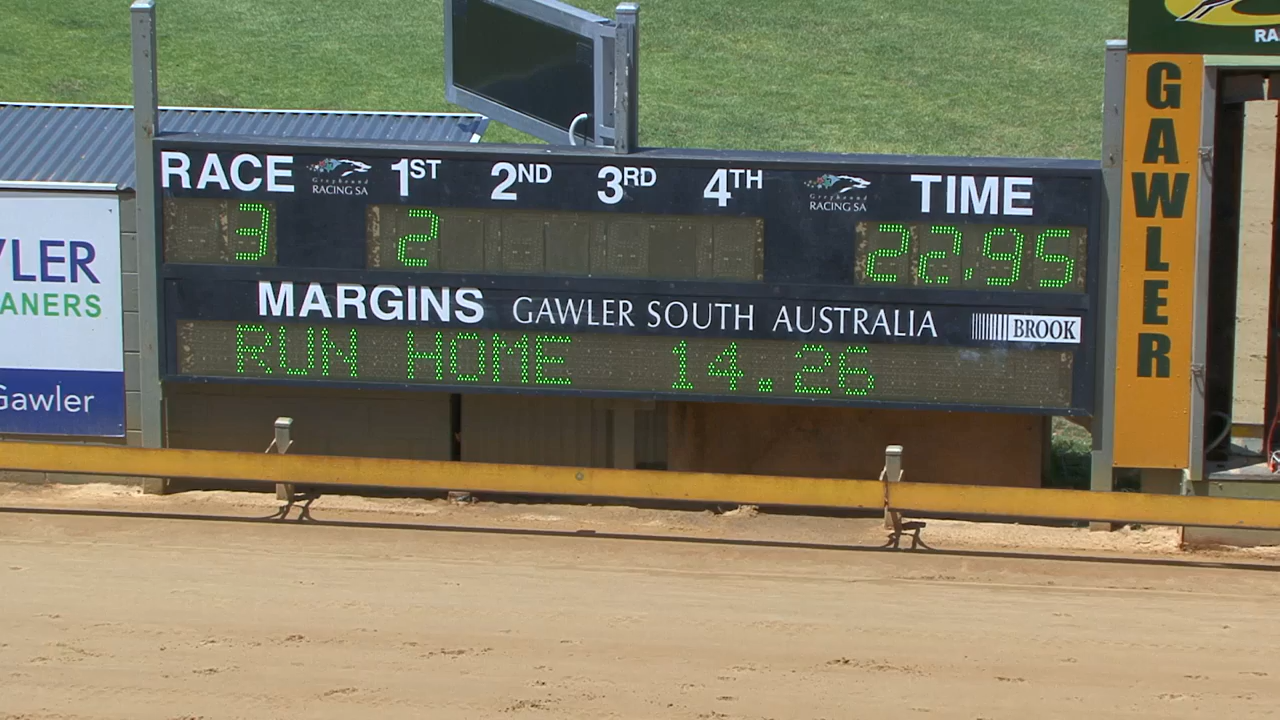 RA
RACE Greyhound RACING SA 1ST 2ND 3RD 4TH Greyhound RACING SA TIME
3 2 22.95
MARGINS GAWLER SOUTH AUSTRALIA BROOK
RUN HOME 14.26
GAWLER
LER
ANERS
Gawler